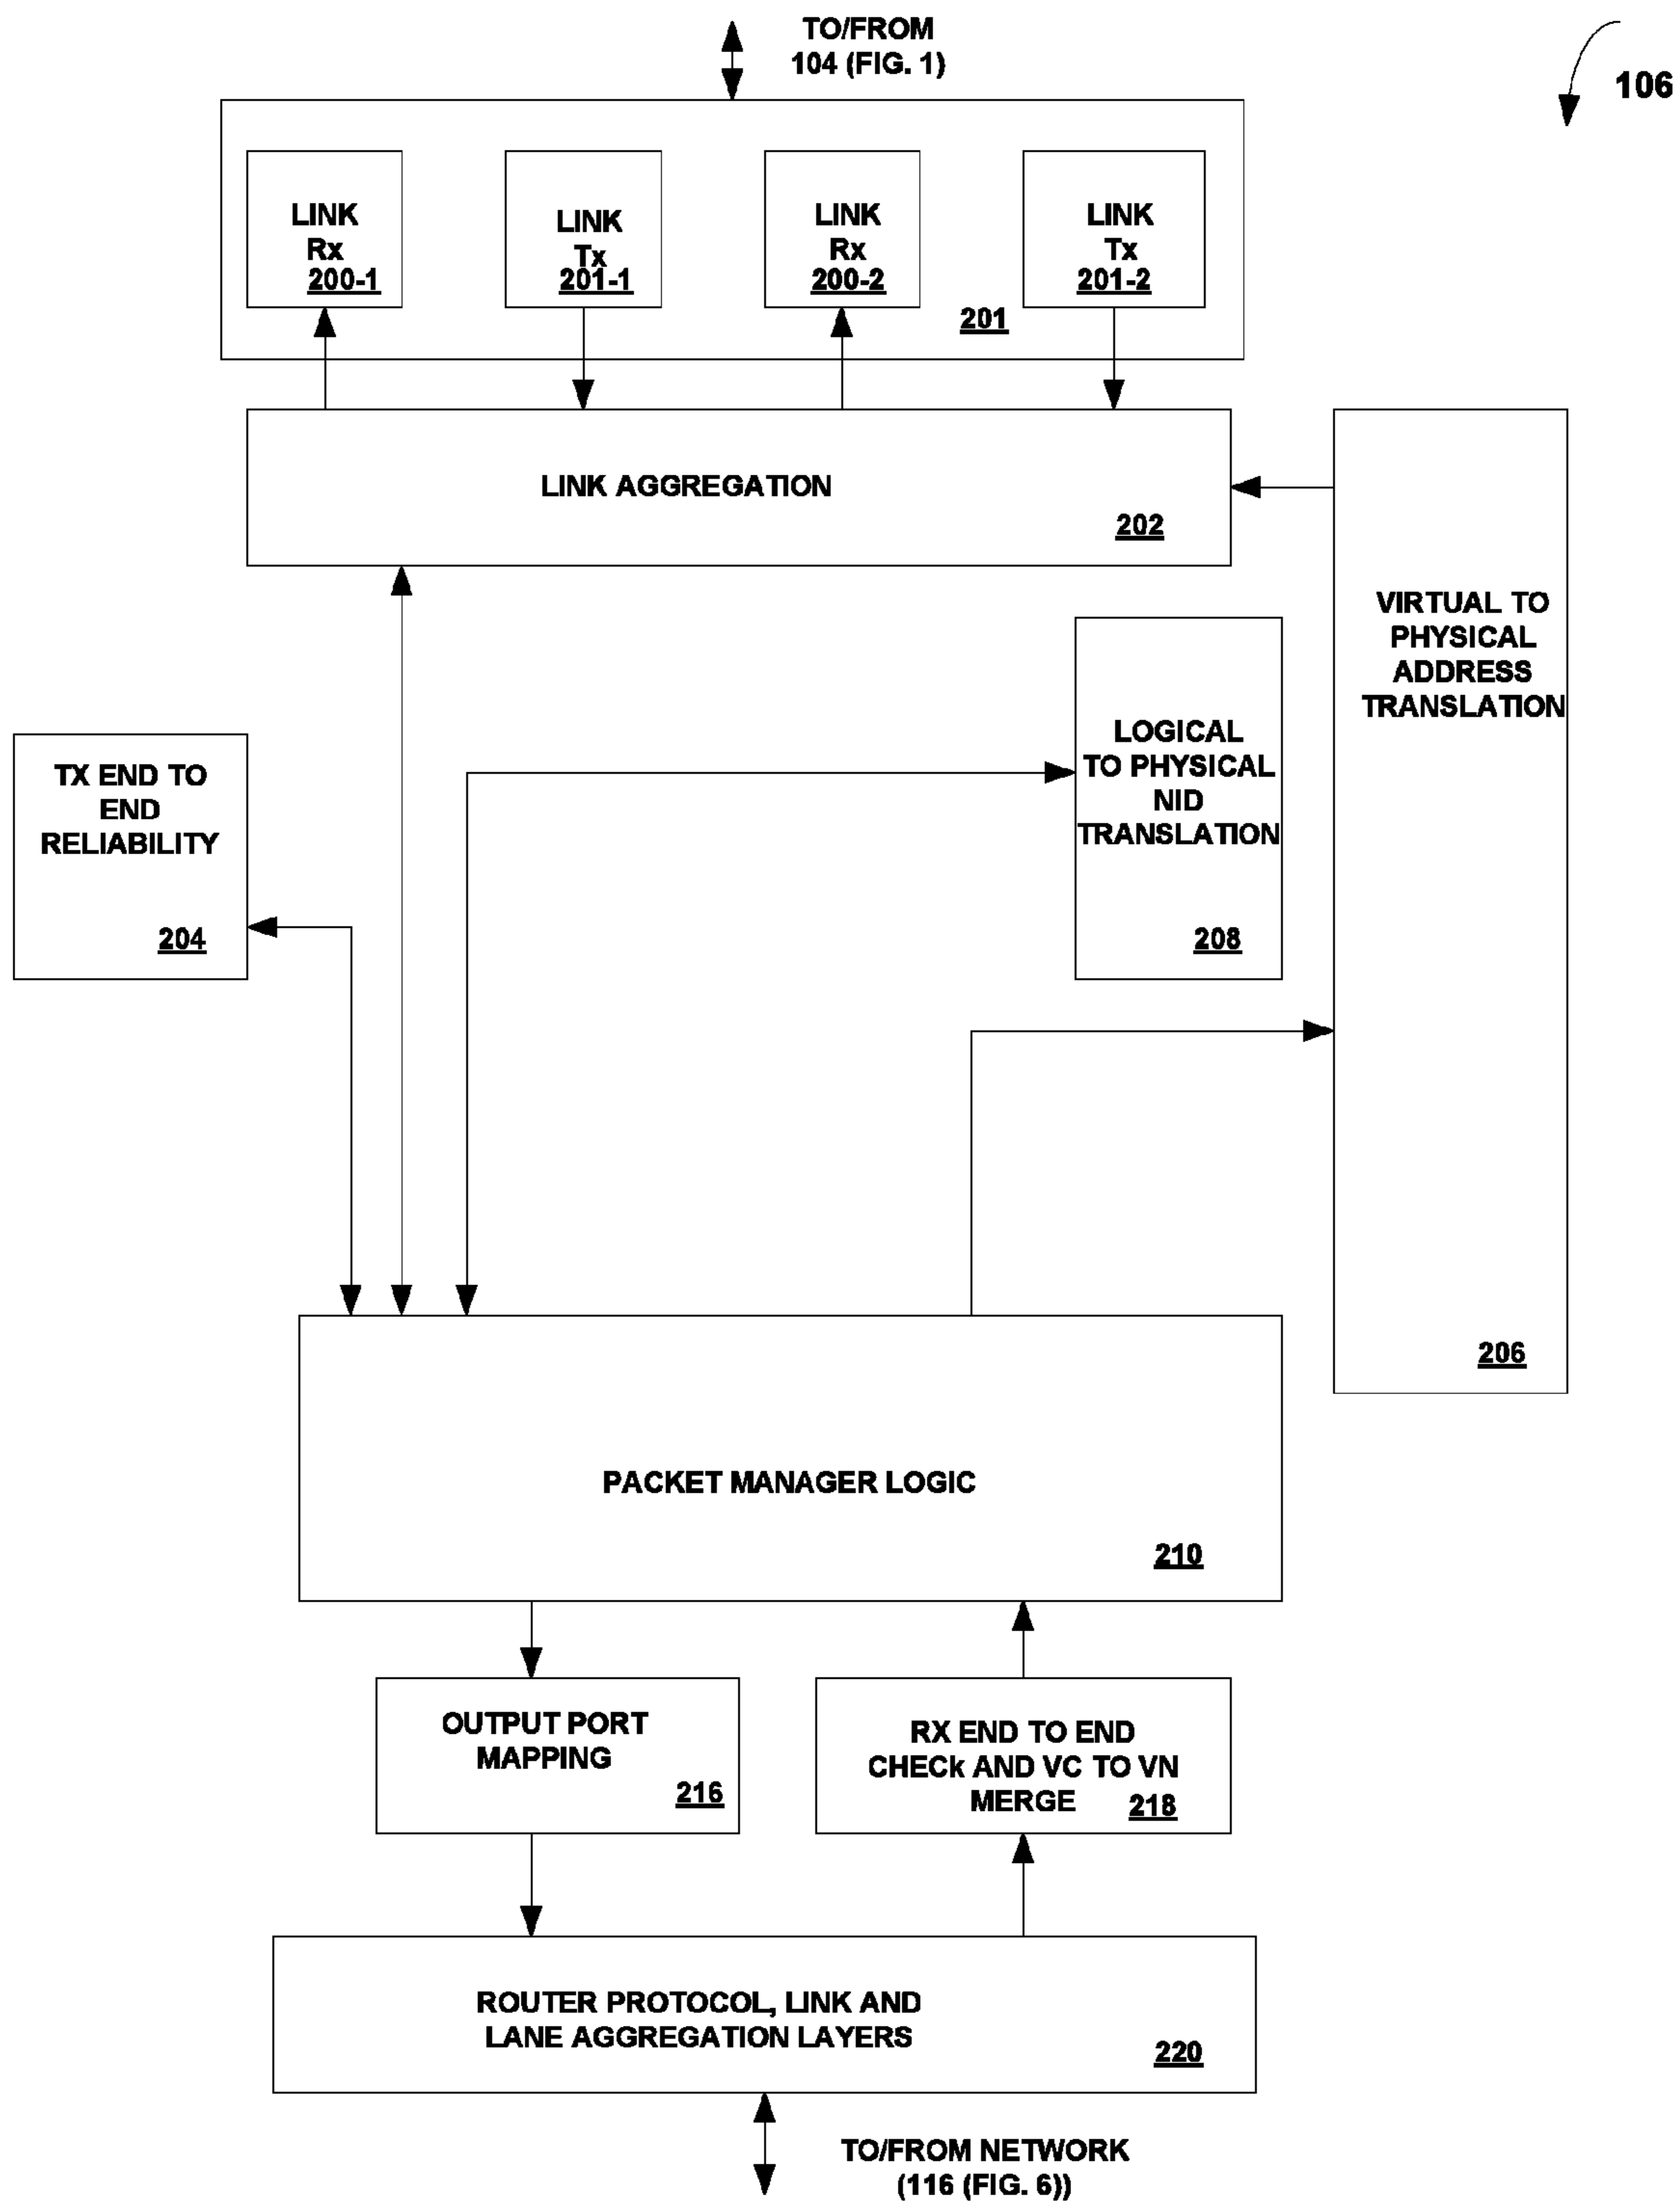 TO/FROM
104 (FIG. 1)
106
LINK
Rx
200-1
LINK
Tx
201-1
LINK
Rx
200-2
LINK
Tx
201-2
201
LINK AGGREGATION
202
VIRTUAL TO
PHYSICAL
ADDRESS
TRANSLATION
206
LOGICAL
TO PHYSICAL
NID
TRANSLATION
208
TX END TO
END
RELIABILITY
204
PACKET MANAGER LOGIC
210
OUTPUT PORT
MAPPING
216
RX END TO END
CHECk AND VC TO VN
MERGE
218
ROUTER PROTOCOL, LINK AND
LANE AGGREGATION LAYERS
220
TO/FROM NETWORK
(116 (FIG. 6))